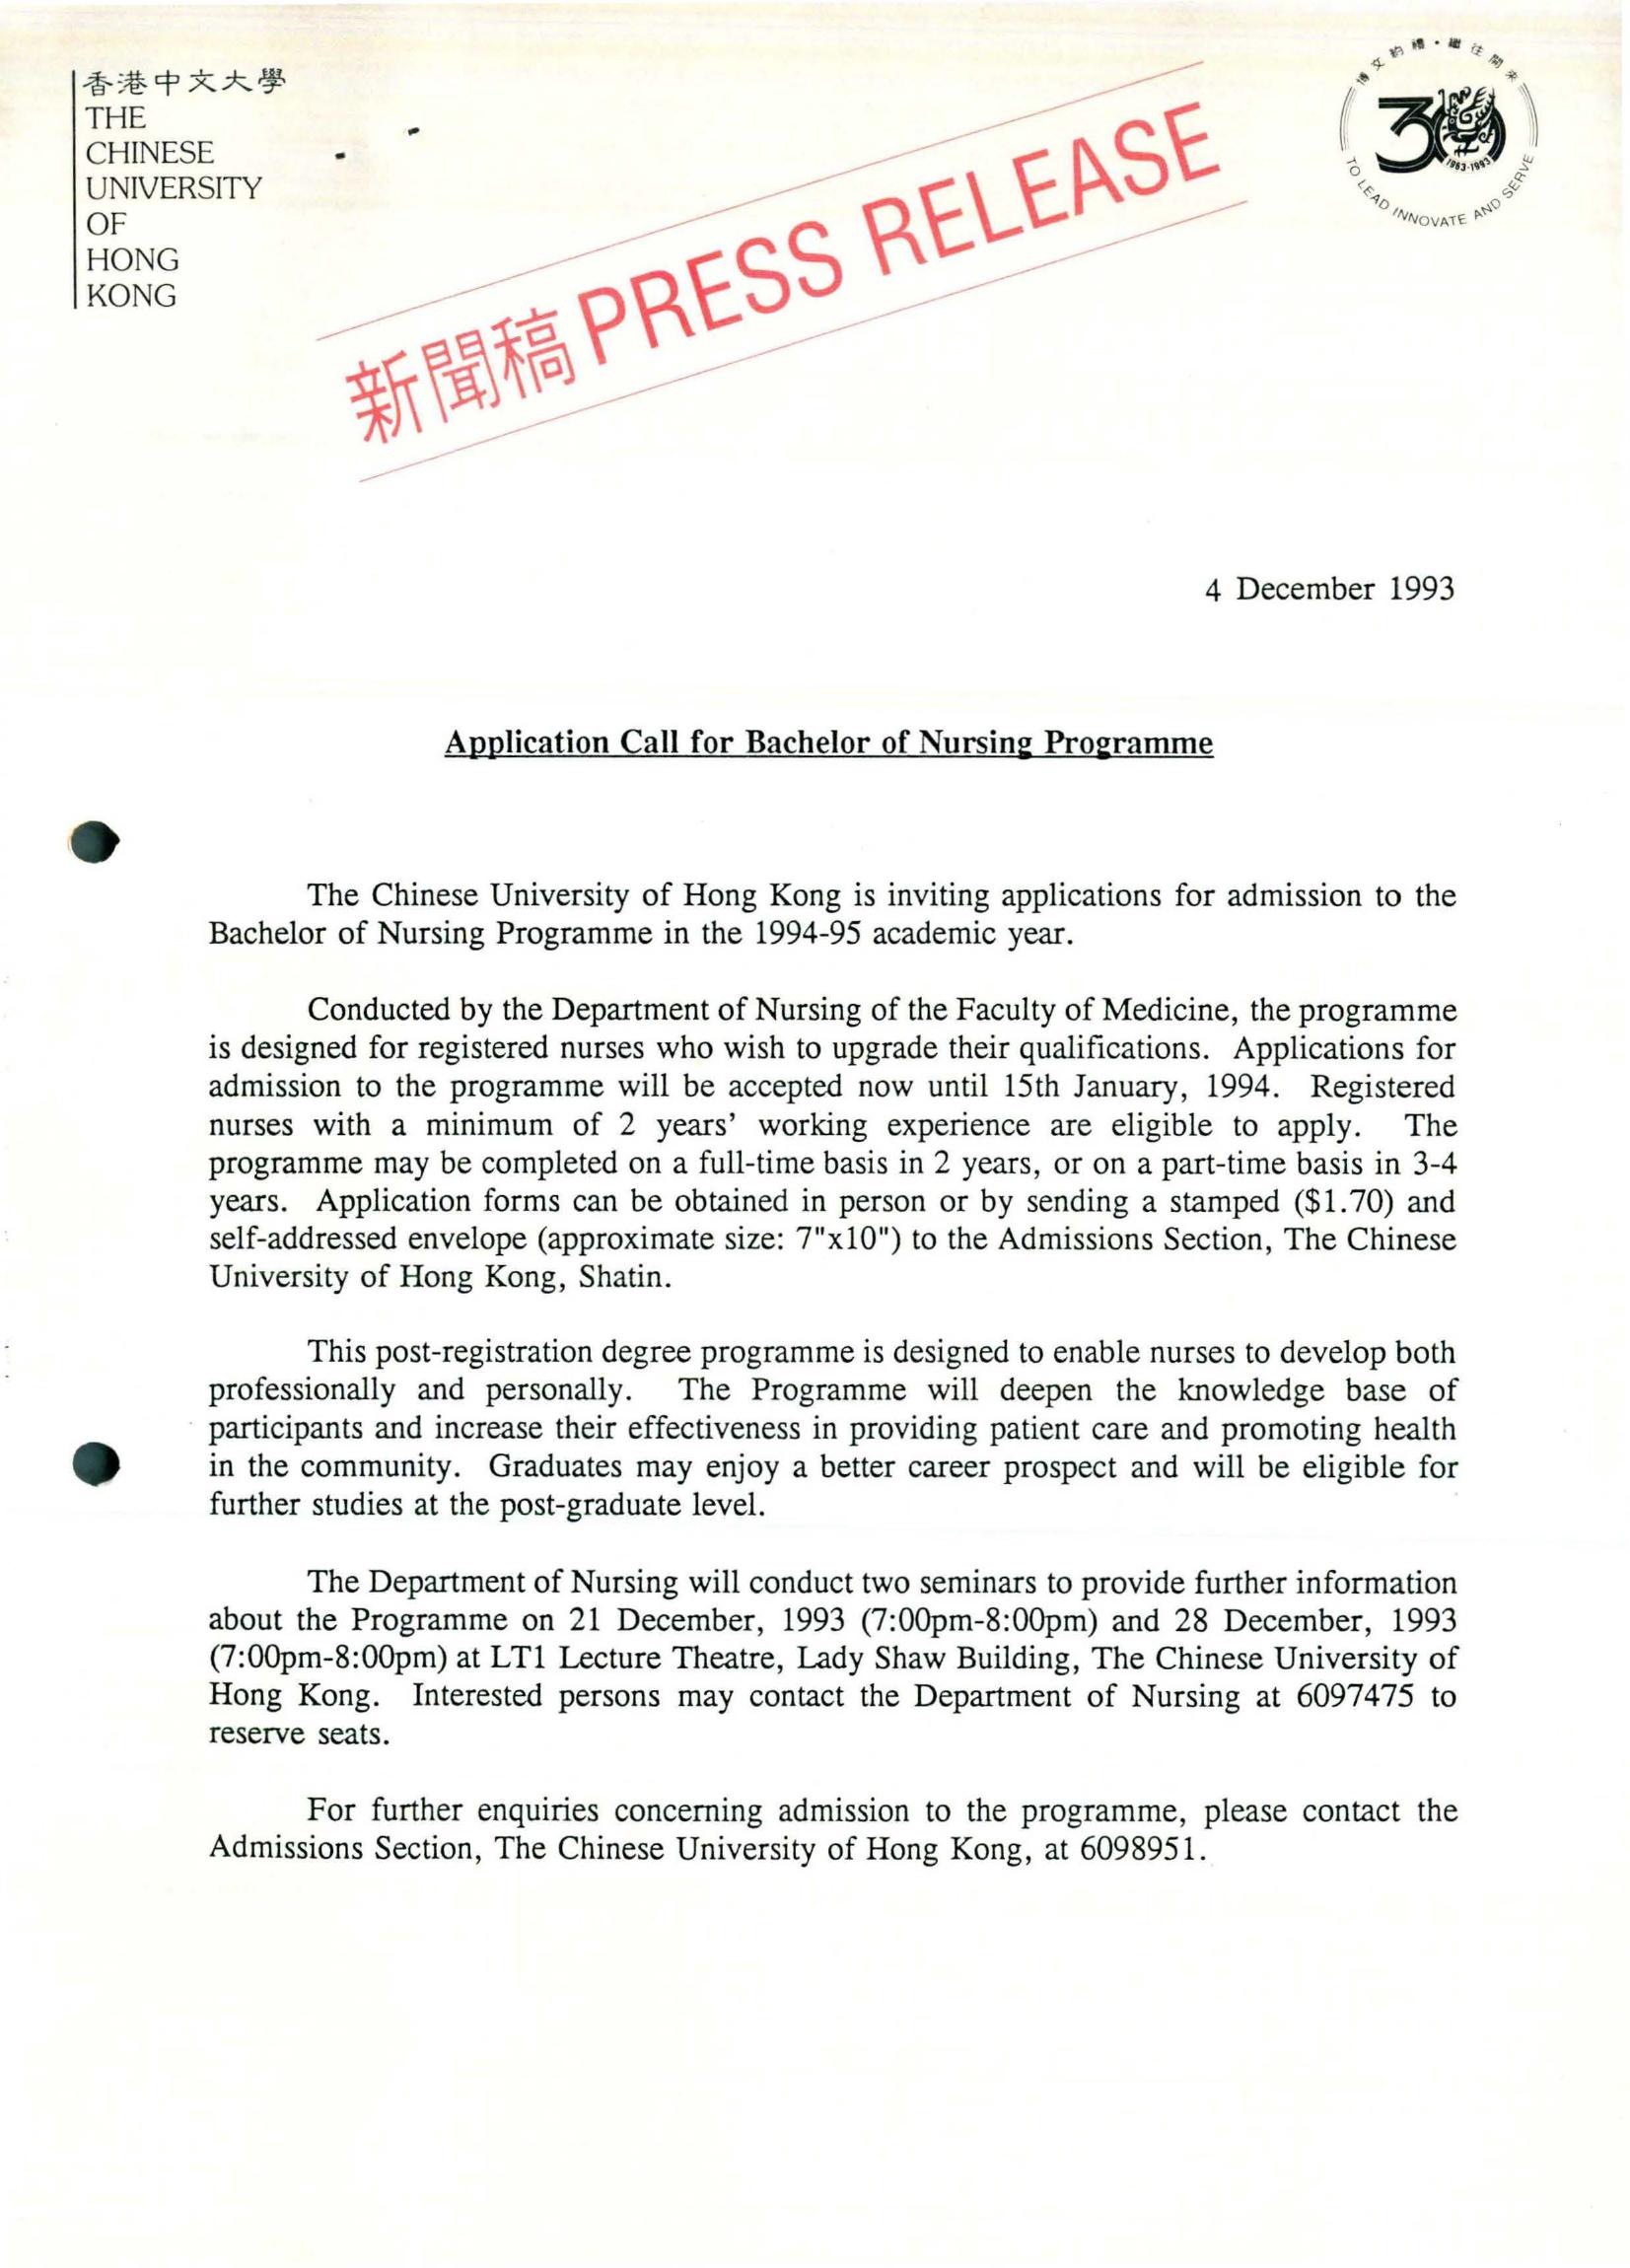 香港中文大學
THE
CHINESE
UNIVERSITY
OF
HONG
KONG
博文約禮・繼往開來
30
1963-1993
TO LEAD INNOVATE AND SERVE
新聞稿 PRESS RELEASE
4 December 1993
Application Call for Bachelor of Nursing Programme
The Chinese University of Hong Kong is inviting applications for admission to the
Bachelor of Nursing Programme in the 1994-95 academic year.
Conducted by the Department of Nursing of the Faculty of Medicine, the programme
is designed for registered nurses who wish to upgrade their qualifications. Applications for
admission to the programme will be accepted now until 15th January, 1994. Registered
nurses with a minimum of 2 years' working experience are eligible to apply. The
programme may be completed on a full-time basis in 2 years, or on a part-time basis in 3-4
years. Application forms can be obtained in person or by sending a stamped ($1.70) and
self-addressed envelope (approximate size: 7"x10") to the Admissions Section, The Chinese
University of Hong Kong, Shatin.
This post-registration degree programme is designed to enable nurses to develop both
professionally and personally. The Programme will deepen the knowledge base of
participants and increase their effectiveness in providing patient care and promoting health
in the community. Graduates may enjoy a better career prospect and will be eligible for
further studies at the post-graduate level.
The Department of Nursing will conduct two seminars to provide further information
about the Programme on 21 December, 1993 (7:00pm-8:00pm) and 28 December, 1993
(7:00pm-8:00pm) at LT1 Lecture Theatre, Lady Shaw Building, The Chinese University of
Hong Kong. Interested persons may contact the Department of Nursing at 6097475 to
reserve seats.
For further enquiries concerning admission to the programme, please contact the
Admissions Section, The Chinese University of Hong Kong, at 6098951.